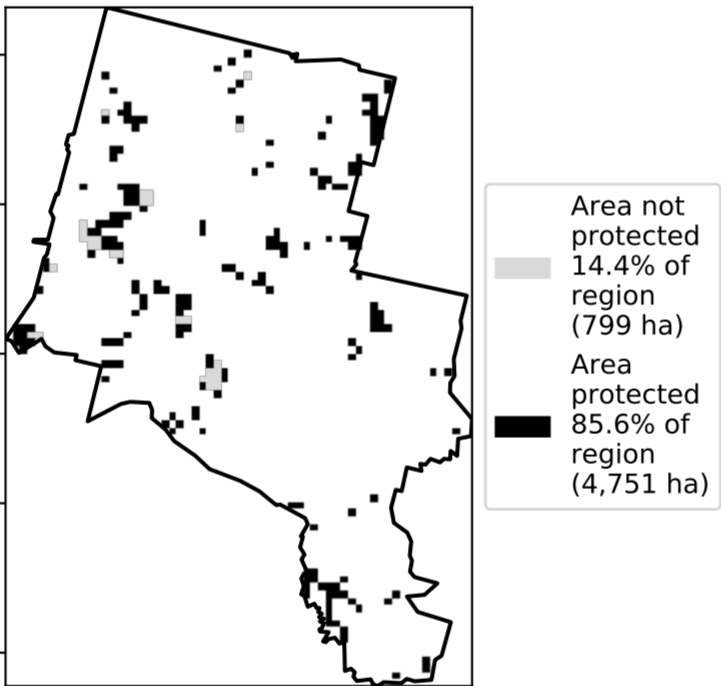 Area not
protected
14.4% of
region
(799 ha)
Area
protected
85.6% of
region
(4,751 ha)